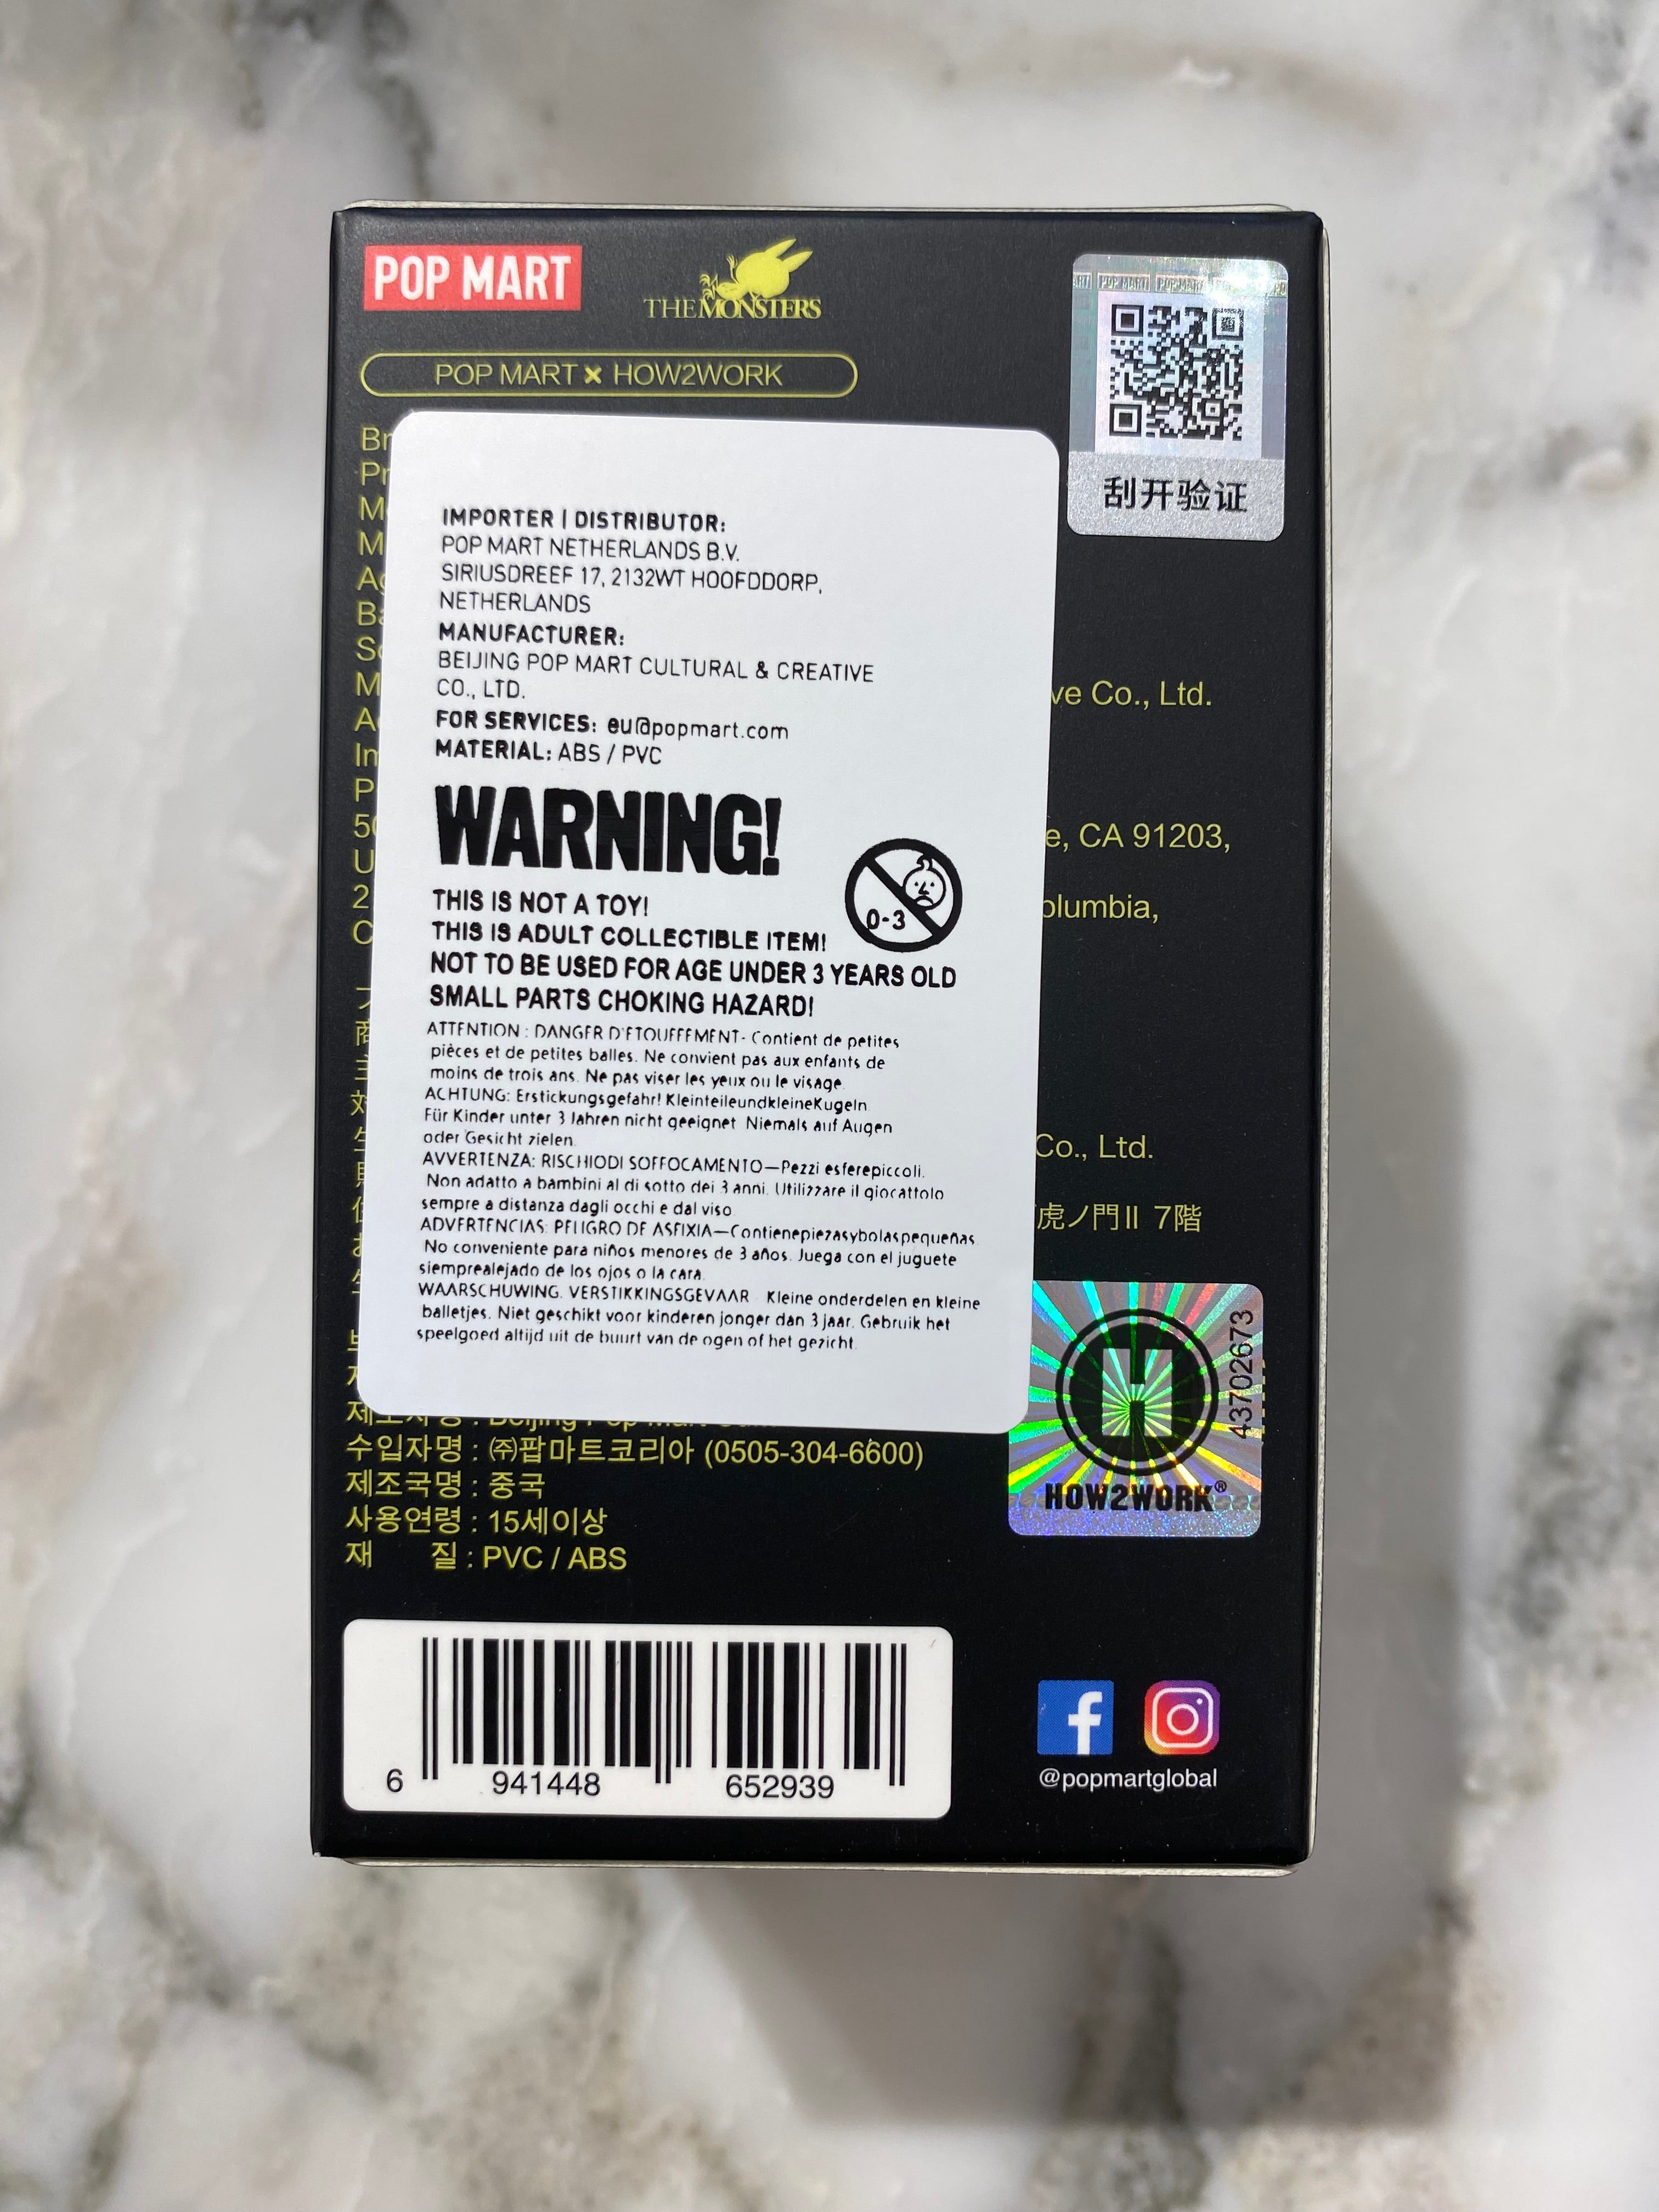 POP MART
THE MONSTERS
POP MART × HOW2WORK
POP MART
刮开验证
IMPORTER | DISTRIBUTOR:
POP MART NETHERLANDS B.V.
SIRIUSDREEF 17, 2132WT HOOFDDORP,
NETHERLANDS
MANUFACTURER:
BEIJING POP MART CULTURAL & CREATIVE
CO., LTD.
FOR SERVICES: eu@popmart.com
MATERIAL: ABS / PVC
WARNING!
0-3
THIS IS NOT A TOY!
THIS IS ADULT COLLECTIBLE ITEM!
NOT TO BE USED FOR AGE UNDER 3 YEARS OLD
SMALL PARTS CHOKING HAZARD!
ATTENTION : DANGER D'ETOUFFEMENT- Contient de petites
pièces et de petites balles. Ne convient pas aux enfants de
moins de trois ans. Ne pas viser les yeux ou le visage.
ACHTUNG: Erstickungsgefahr! KleinteileundkleineKugeln.
Für Kinder unter 3 Jahren nicht geeignet. Niemals auf Augen
oder Gesicht zielen.
AVVERTENZA: RISCHIODI SOFFOCAMENTO—Pezzi esferepiccoli.
Non adatto a bambini al di sotto dei 3 anni. Utilizzare il giocattolo
sempre a distanza dagli occhi e dal viso
ADVERTENCIAS: PELIGRO DE ASFIXIA—Contienepiezasybolaspequeñas.
No conveniente para niños menores de 3 años. Juega con el juguete
siemprealejado de los ojos o la cara.
WAARSCHUWING. VERSTIKKINGSGEVAAR Kleine onderdelen en kleine
balletjes. Niet geschikt voor kinderen jonger dan 3 jaar. Gebruik het
speelgoed altijd uit de buurt van de ogen of het gezicht.
ve Co., Ltd.
e, CA 91203,
olumbia,
Co., Ltd.
虎ノ門II 7階
수입자명 : ㈜팝마트코리아 (0505-304-6600)
제조국명 : 중국
사용연령 : 15세이상
재 질 : PVC / ABS
43702673
HOW2WORK®
6 941448 652939
@popmartglobal